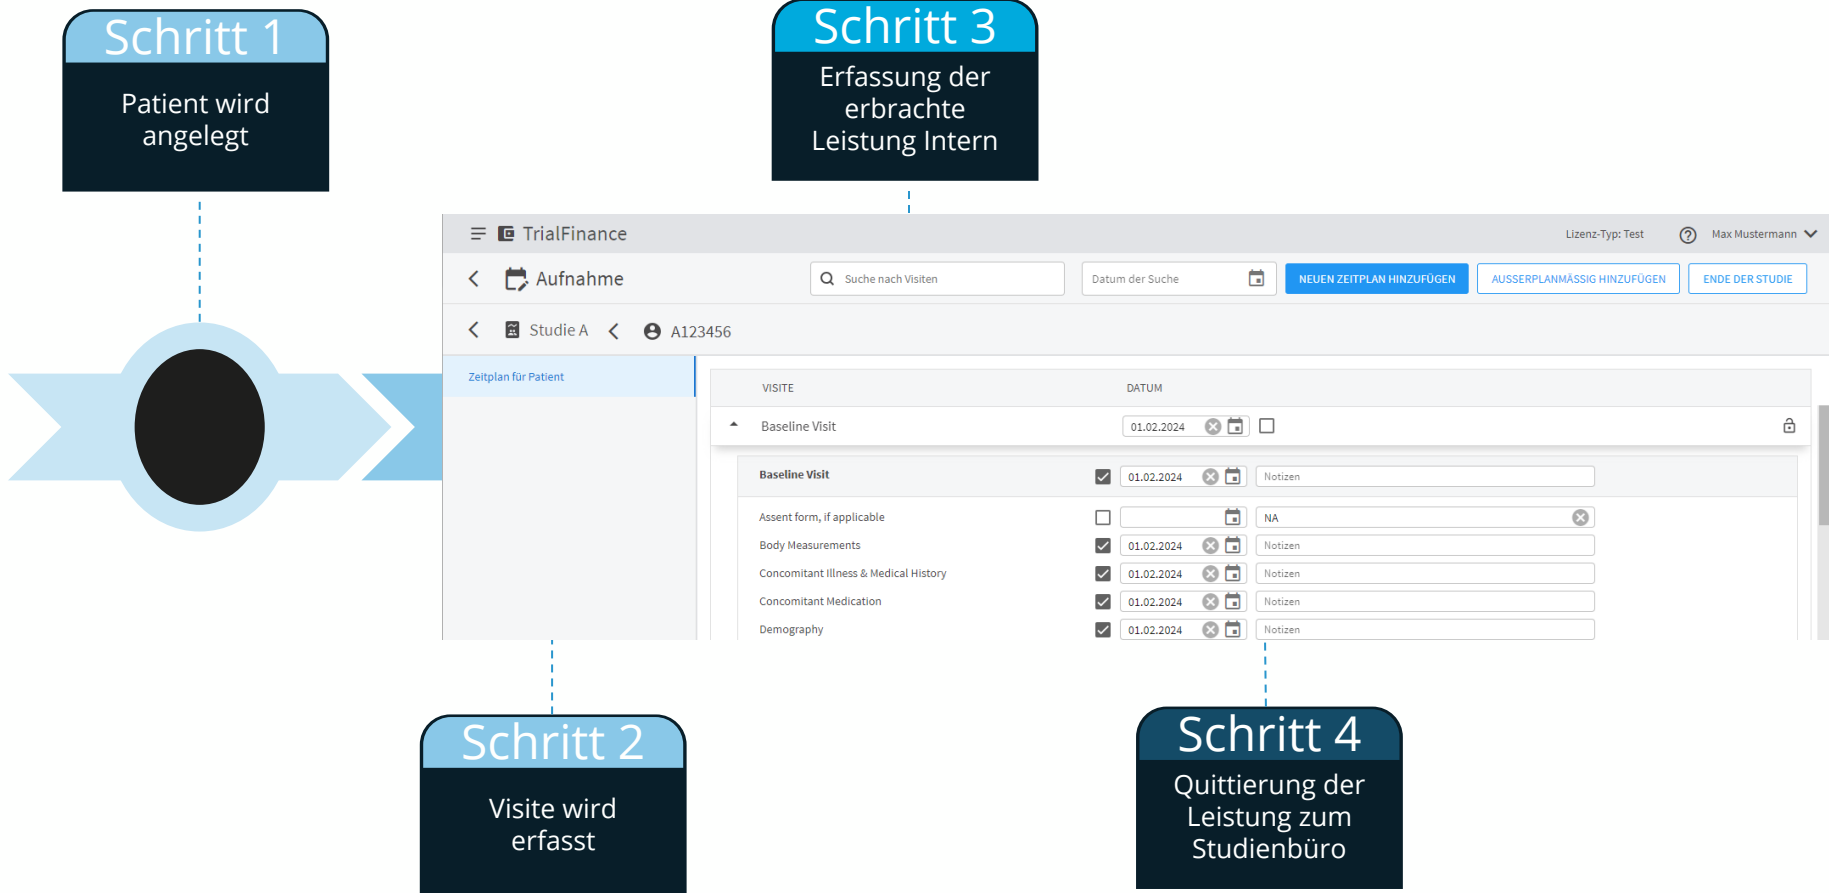 Schritt 1
Patient wird
angelegt
Schritt 3
Erfassung der
erbrachte
Leistung Intern
TrialFinance
Lizenz-Typ: Test
Max Mustermann
Aufnahme
Suche nach Visiten
Datum der Suche
NEUEN ZEITPLAN HINZUFÜGEN
AUSSERPLANMÄSSIG HINZUFÜGEN
ENDE DER STUDIE
Studie A
A123456
Zeitplan für Patient
VISITE DATUM
Baseline Visit 01.02.2024
Baseline Visit 01.02.2024 Notizen
Assent form, if applicable NA
Body Measurements 01.02.2024 Notizen
Concomitant Illness & Medical History 01.02.2024 Notizen
Concomitant Medication 01.02.2024 Notizen
Demography 01.02.2024 Notizen
Schritt 2
Visite wird
erfasst
Schritt 4
Quittierung der
Leistung zum
Studienbüro